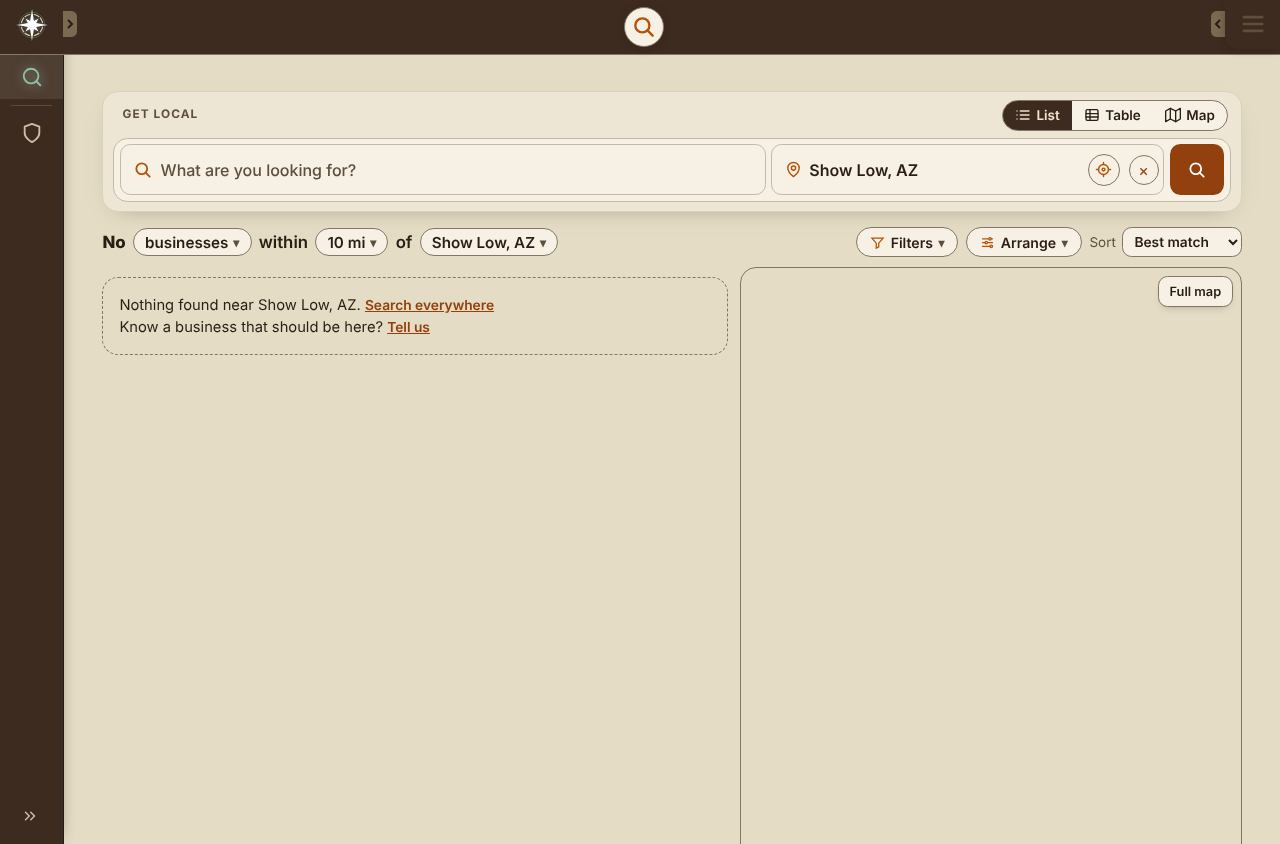 GET LOCAL
List
Table
Map
What are you looking for?
Show Low, AZ
No businesses within 10 mi of Show Low, AZ
Filters
Arrange
Sort
Best match
Nothing found near Show Low, AZ. Search everywhere
Know a business that should be here? Tell us
Full map